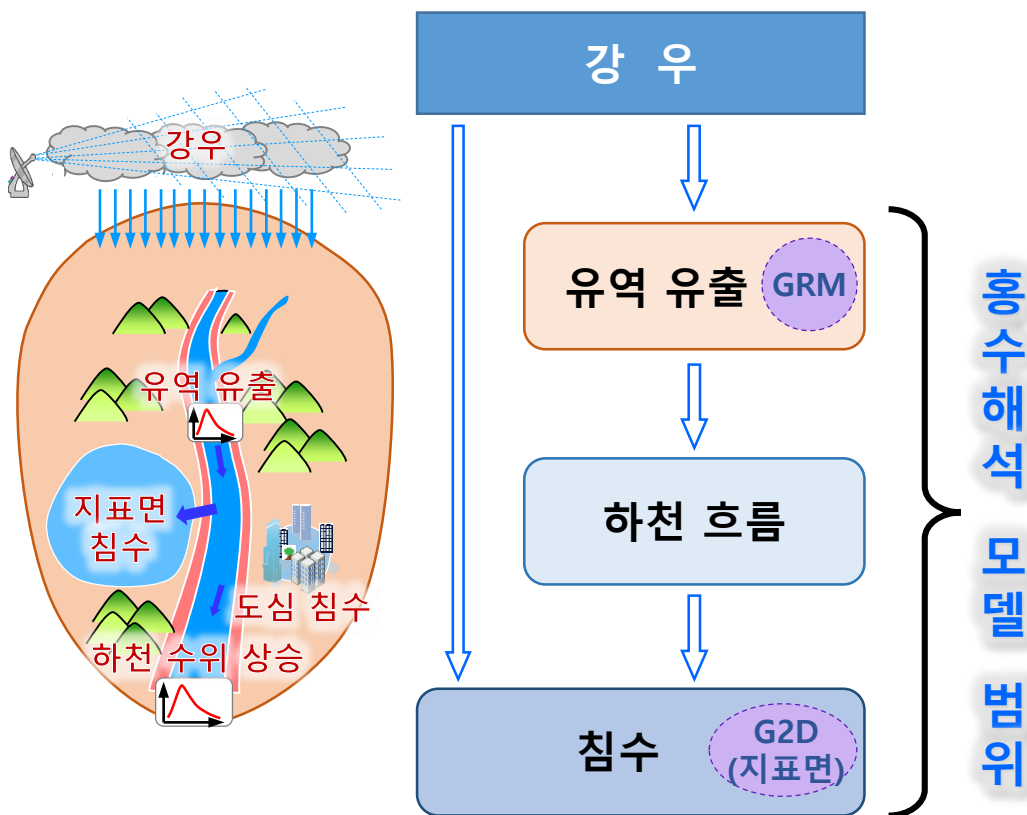 강우
유역 유출
지표면
침수
도심 침수
하천 수위 상승
강 우
유역 유출
GRM
하천 흐름
침수
G2D
(지표면)
홍수해석 모델 범위